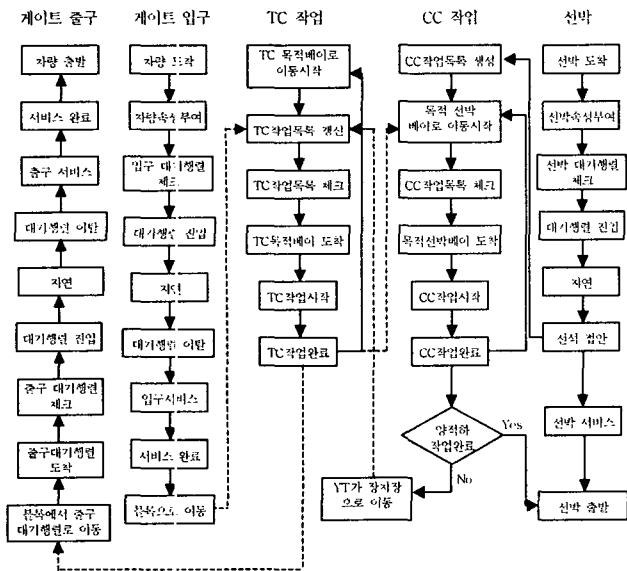 게이트 출구
게이트 입구
TC 작업
CC 작업
선박
차량 출발
서비스 완료
출구 서비스
대기행렬 이탈
지연
대기행렬 진입
출구 대기행렬
체크
출구대기행렬
도착
블록에서 출구
대기행렬로 이동
차량 도착
차량속성부여
입구 대기행렬
체크
대기행렬 진입
지연
대기행렬 이탈
입구서비스
서비스 완료
블록으로 이동
TC 목적베이로
이동시작
TC작업목록 갱신
TC작업목록 체크
TC목적베이 도착
TC작업시작
TC작업완료
CC작업목록 생성
목적 선박
베이로 이동시작
CC작업목록 체크
목적선박베이 도착
CC작업시작
CC작업완료
양적하
작업완료
Yes
No
YT가 장치장
으로 이동
선박 도착
선박속성부여
선박 대기행렬
체크
대기행렬 진입
지연
선석 접안
선박 서비스
선박 출발